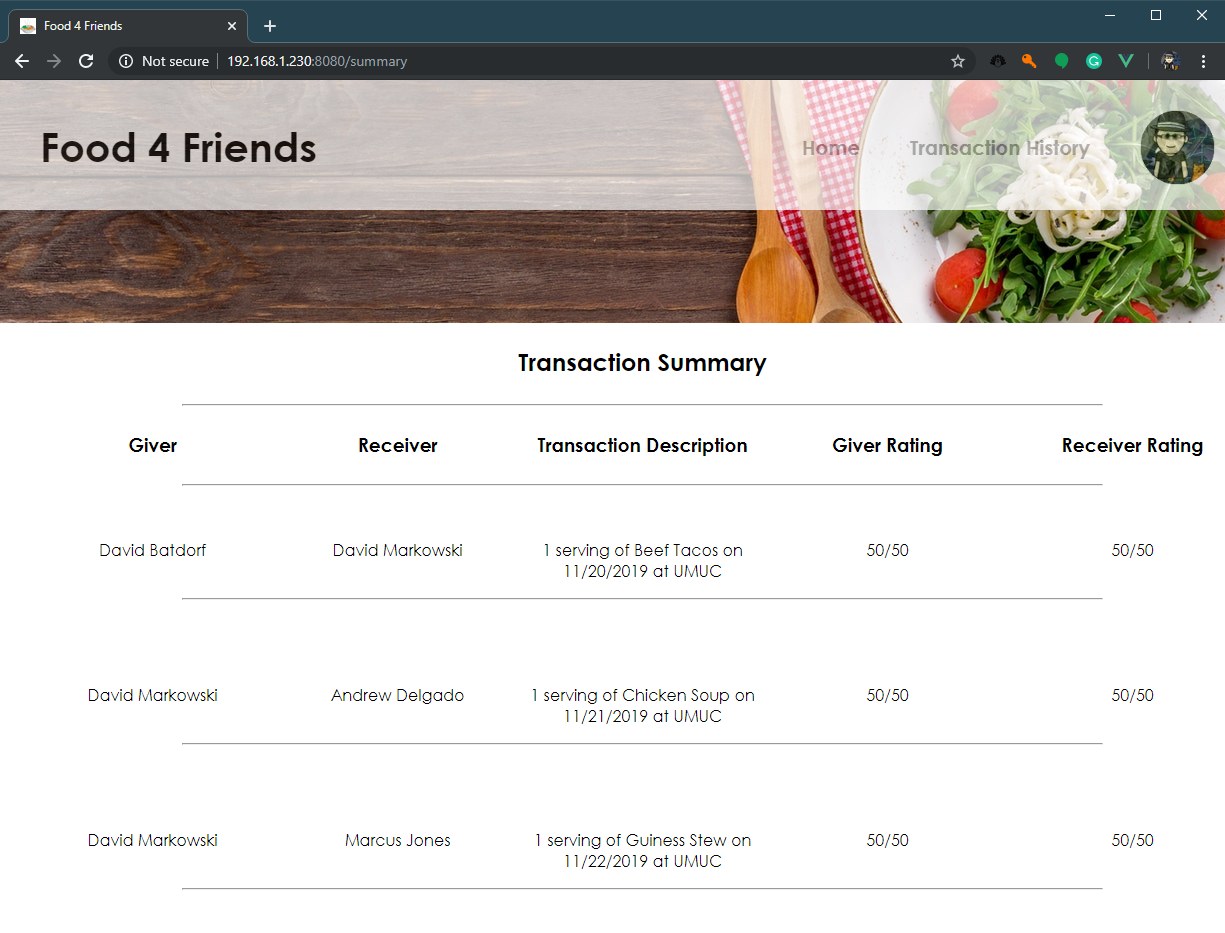 Food 4 Friends
Not secure 192.168.1.230:8080/summary
Food 4 Friends Home Transaction History
Transaction Summary
Giver Receiver Transaction Description Giver Rating Receiver Rating
David Batdorf David Markowski 1 serving of Beef Tacos on 50/50 50/50
11/20/2019 at UMUC
David Markowski Andrew Delgado 1 serving of Chicken Soup on 50/50 50/50
11/21/2019 at UMUC
David Markowski Marcus Jones 1 serving of Guiness Stew on 50/50 50/50
11/22/2019 at UMUC